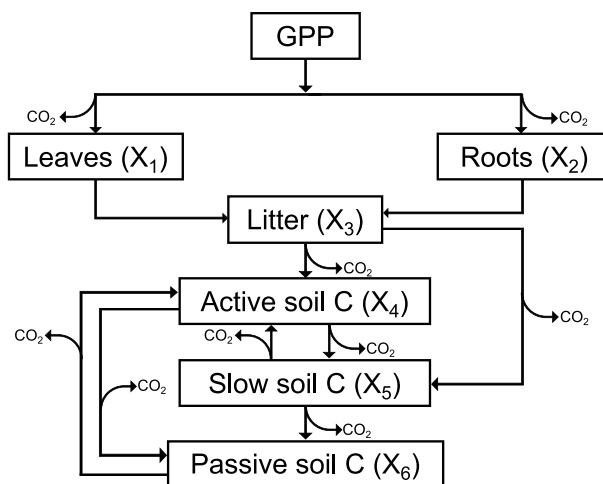 GPP
CO₂
CO₂
Leaves (X₁)
Roots (X₂)
Litter (X₃)
CO₂
Active soil C (X₄)
CO₂
CO₂
CO₂
CO₂
Slow soil C (X₅)
CO₂
CO₂
Passive soil C (X₆)